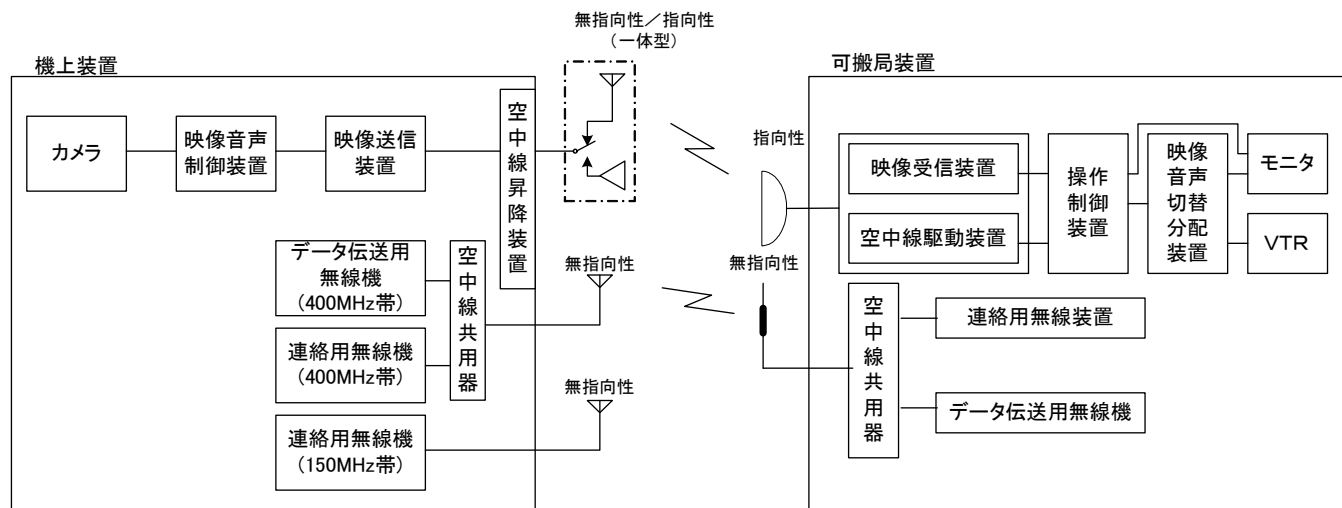 無指向性／指向性
（一体型）
機上装置
カメラ
映像音声
制御装置
映像送信
装置
空中線昇降装置
データ伝送用
無線機
(400MHz帯)
連絡用無線機
(400MHz帯)
空中線共用器
連絡用無線機
(150MHz帯)
無指向性
無指向性
可搬局装置
指向性
映像受信装置
空中線駆動装置
操作
制御
装置
映像
音声
切替
分配
装置
モニタ
VTR
無指向性
空中線共用器
連絡用無線装置
データ伝送用無線機